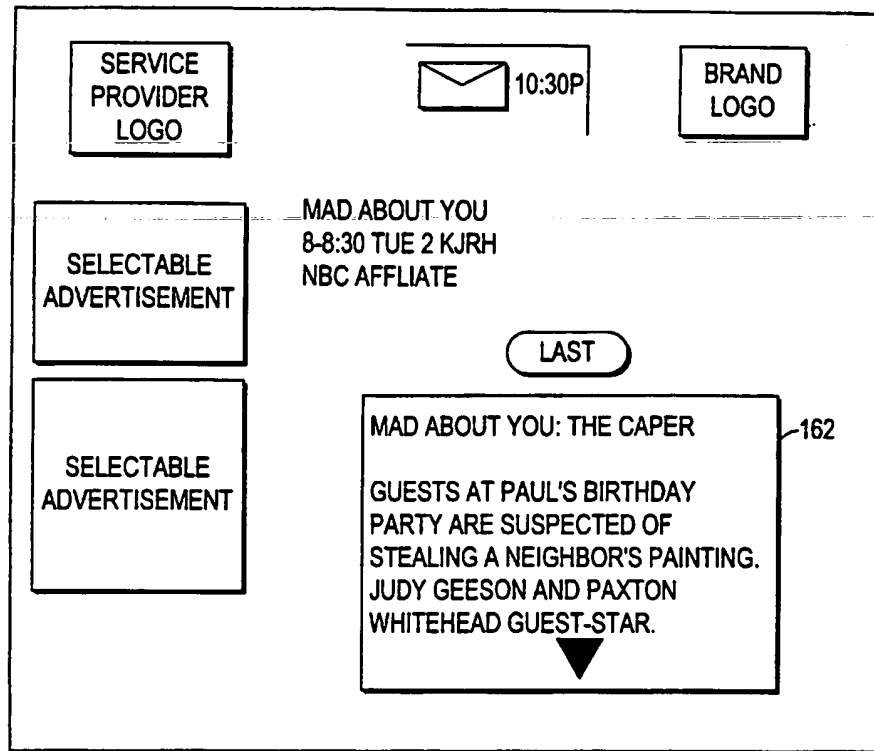 SERVICE
PROVIDER
LOGO
10:30P
BRAND
LOGO
SELECTABLE
ADVERTISEMENT
MAD ABOUT YOU
8-8:30 TUE 2 KJRH
NBC AFFLIATE
LAST
SELECTABLE
ADVERTISEMENT
MAD ABOUT YOU: THE CAPER
GUESTS AT PAUL'S BIRTHDAY
PARTY ARE SUSPECTED OF
STEALING A NEIGHBOR'S PAINTING.
JUDY GEESON AND PAXTON
WHITEHEAD GUEST-STAR.
162